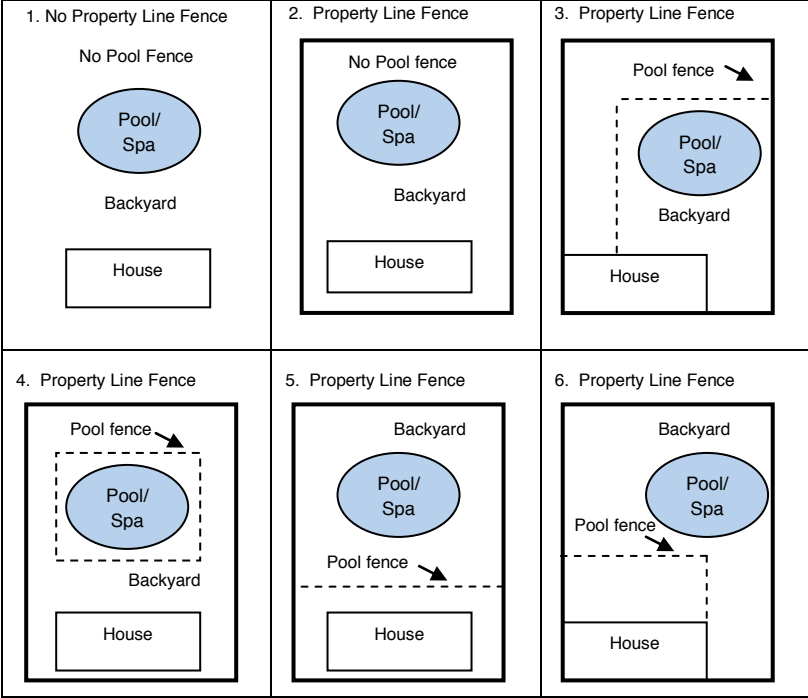 1. No Property Line Fence
No Pool Fence
Pool/
Spa
Backyard
House
2. Property Line Fence
No Pool fence
Pool/
Spa
Backyard
House
3. Property Line Fence
Pool fence
Pool/
Spa
Backyard
House
4. Property Line Fence
Pool fence
Pool/
Spa
Backyard
House
5. Property Line Fence
Backyard
Pool/
Spa
Pool fence
House
6. Property Line Fence
Backyard
Pool/
Spa
Pool fence
House